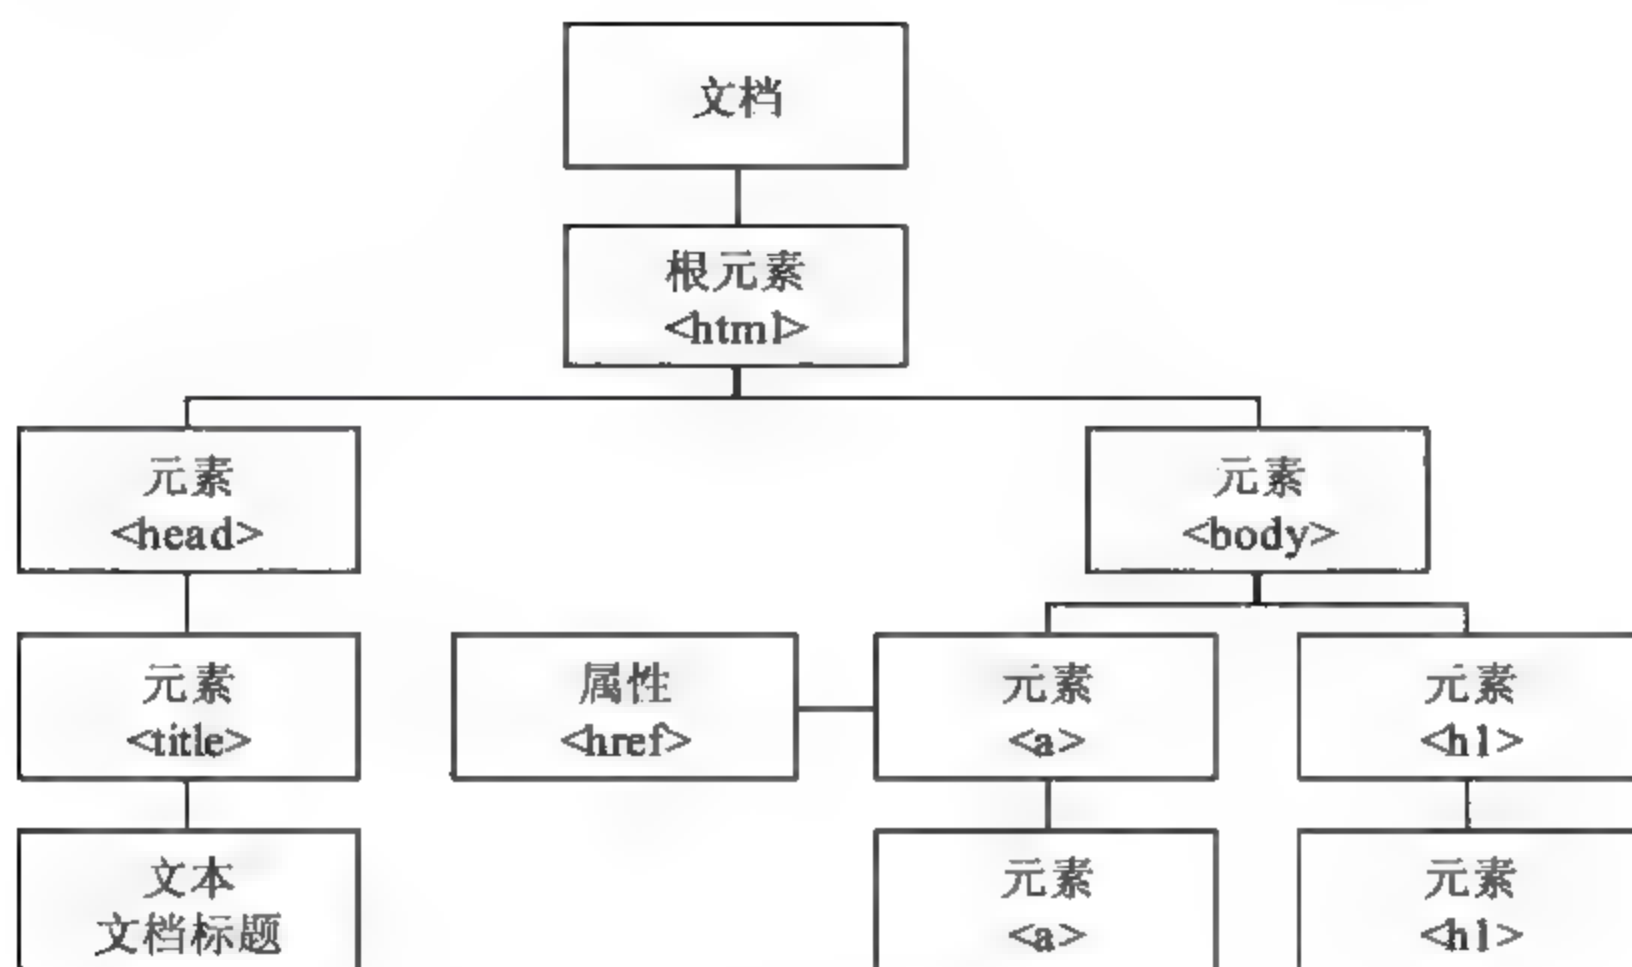 文档
根元素
<html>
元素
<head>
元素
<body>
元素
<title>
属性
<href>
元素
<a>
元素
<h1>
文本
文档标题
元素
<a>
元素
<h1>